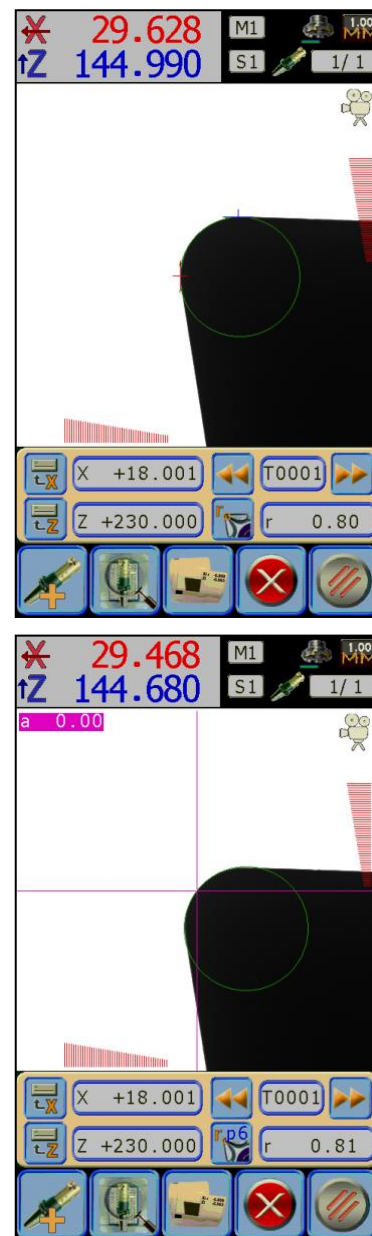 X 29.628 M1 1.00 MM
↑Z 144.990 S1 1/ 1
X +18.001 T0001
Z +230.000 r r 0.80
X 29.468 M1 1.00 MM
↑Z 144.680 S1 1/ 1
a 0.00
X +18.001 T0001
Z +230.000 r p6 r 0.81